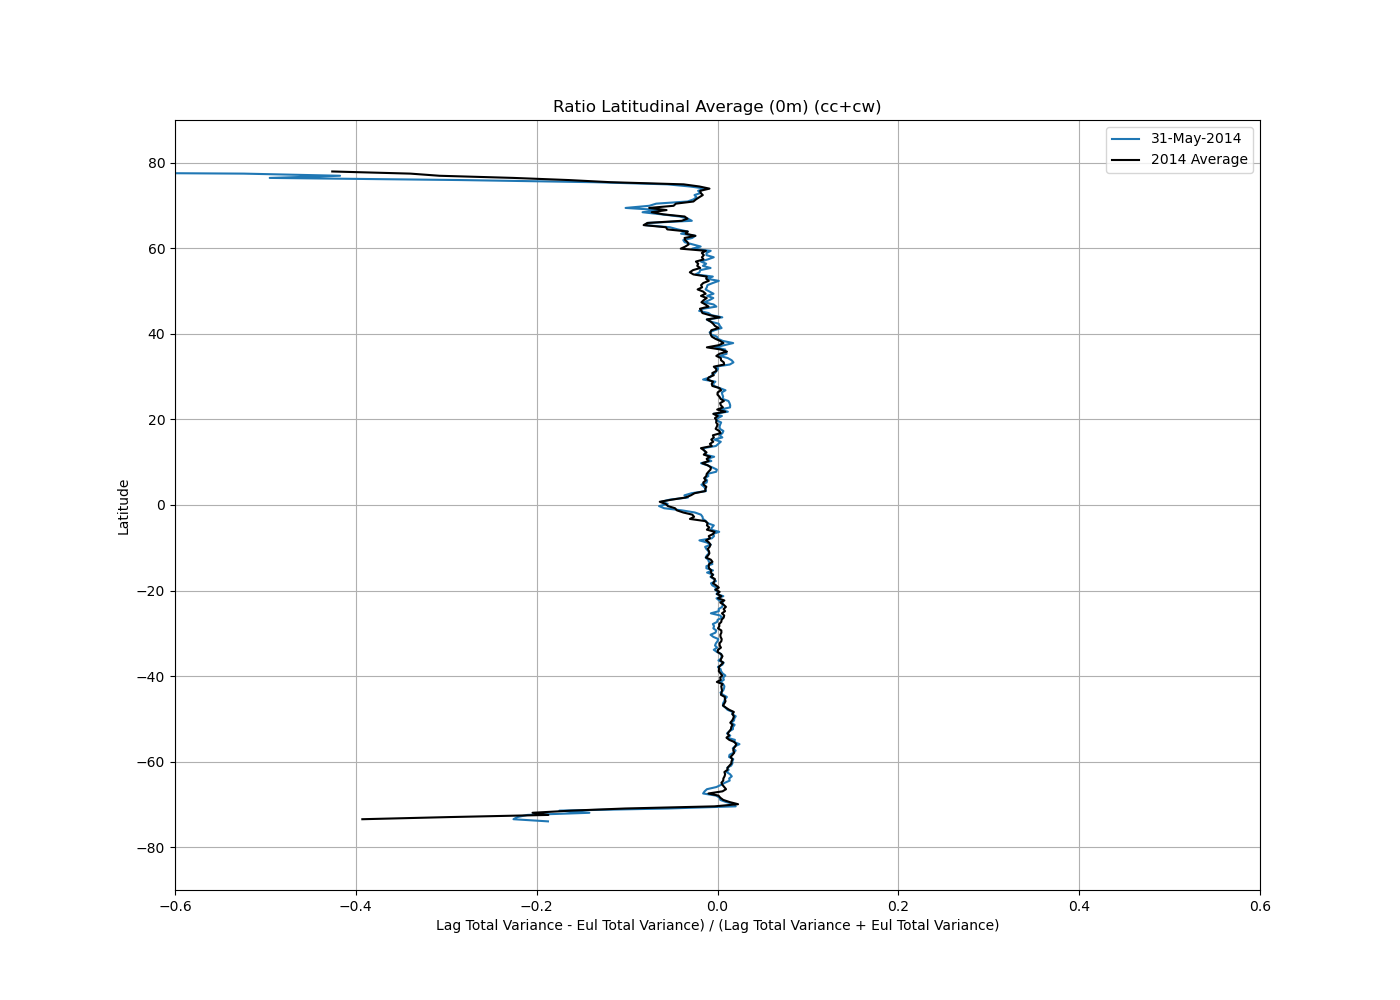 Ratio Latitudinal Average (0m) (cc+cw)
31-May-2014
2014 Average
80
60
40
20
0
−20
−40
−60
−80
Latitude
−0.6 −0.4 −0.2 0.0 0.2 0.4 0.6
Lag Total Variance - Eul Total Variance) / (Lag Total Variance + Eul Total Variance)